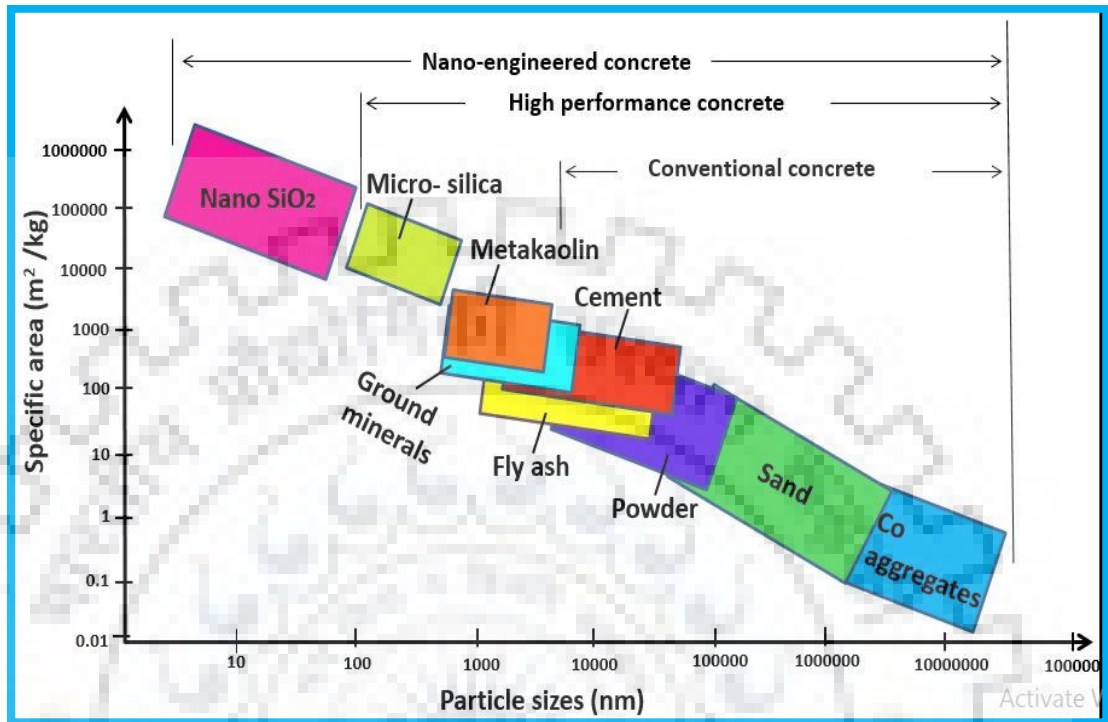 Nano-engineered concrete
High performance concrete
Conventional concrete
Specific area (m² /kg)
1000000
100000
10000
1000
100
10
1
0.1
0.01
Nano SiO₂
Micro- silica
Metakaolin
Cement
Ground
minerals
Fly ash
Powder
Sand
Co
aggregates
10
100
1000
10000
100000
1000000
10000000
100000
Particle sizes (nm)
Activate